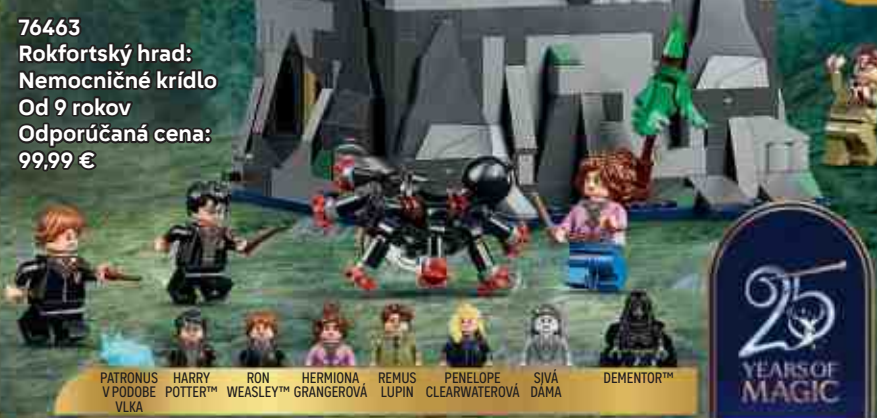 76463
Rokfortský hrad:
Nemocničné krídlo
Od 9 rokov
Odporúčaná cena:
99,99 €
PATRONUS
V PODOBE
VLKA
HARRY
POTTER™
RON
WEASLEY™
HERMIONA
GRANGEROVÁ
REMUS
LUPIN
PENELOPE
CLEARWATEROVÁ
SIVÁ
DÁMA
DEMENTOR™
25
YEARS OF
MAGIC